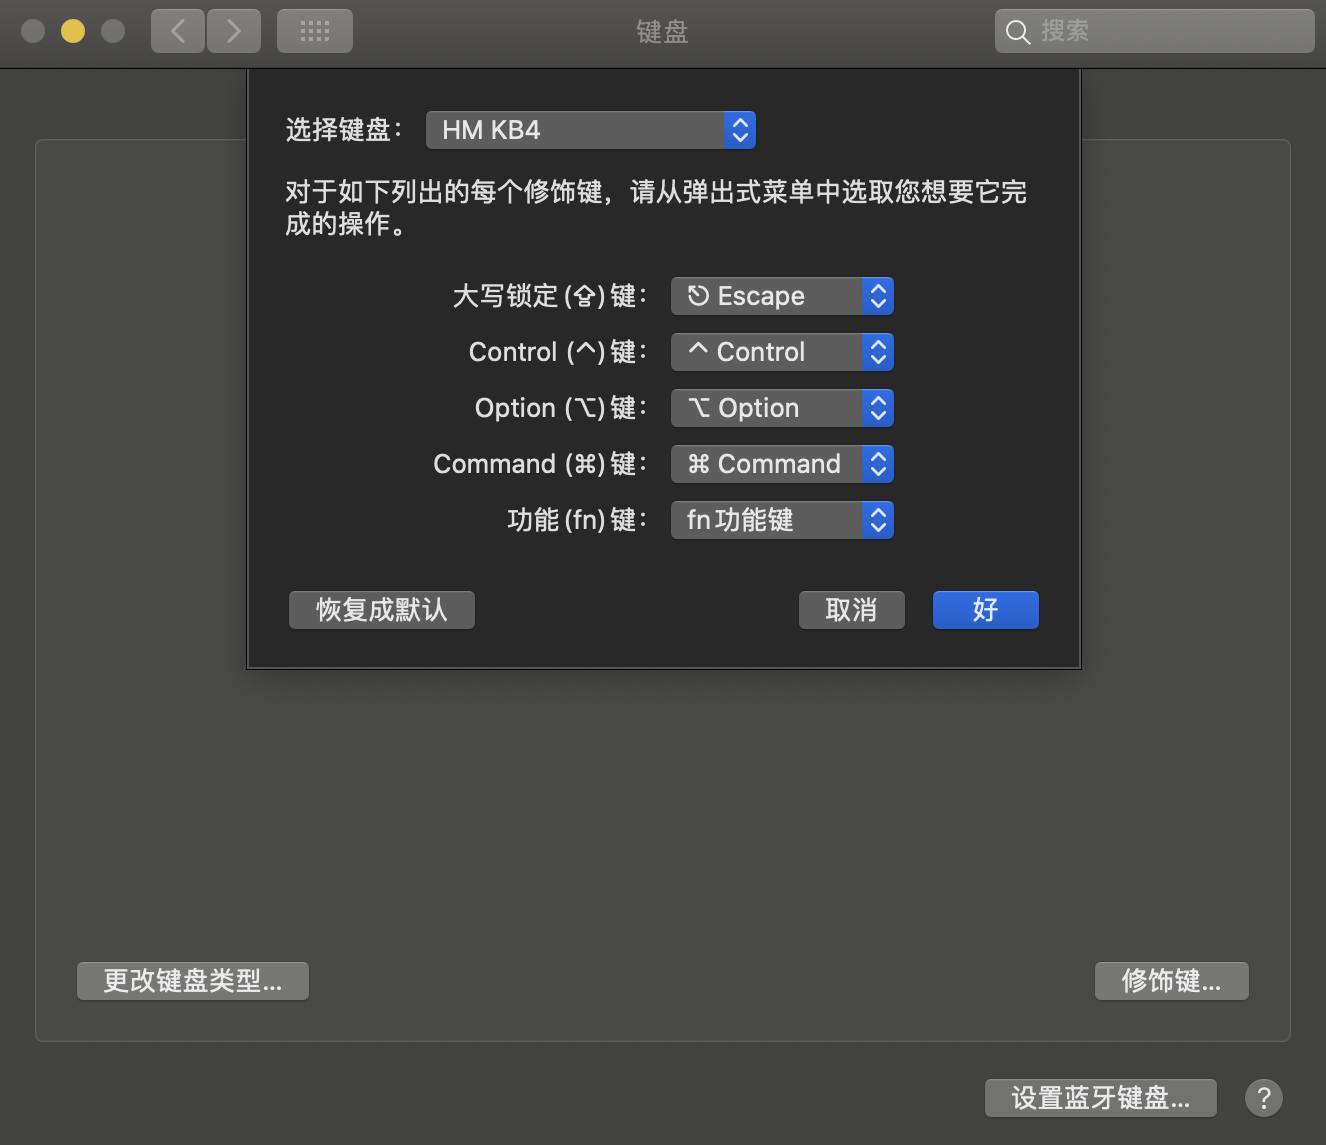 键盘
搜索
选择键盘： HM KB4
对于如下列出的每个修饰键，请从弹出式菜单中选取您想要它完
成的操作。
大写锁定 (⇪) 键： ⎋ Escape
Control (^) 键： ^ Control
Option (⌥) 键： ⌥ Option
Command (⌘) 键： ⌘ Command
功能 (fn) 键： fn 功能键
恢复成默认 取消 好
更改键盘类型... 修饰键...
设置蓝牙键盘... ?